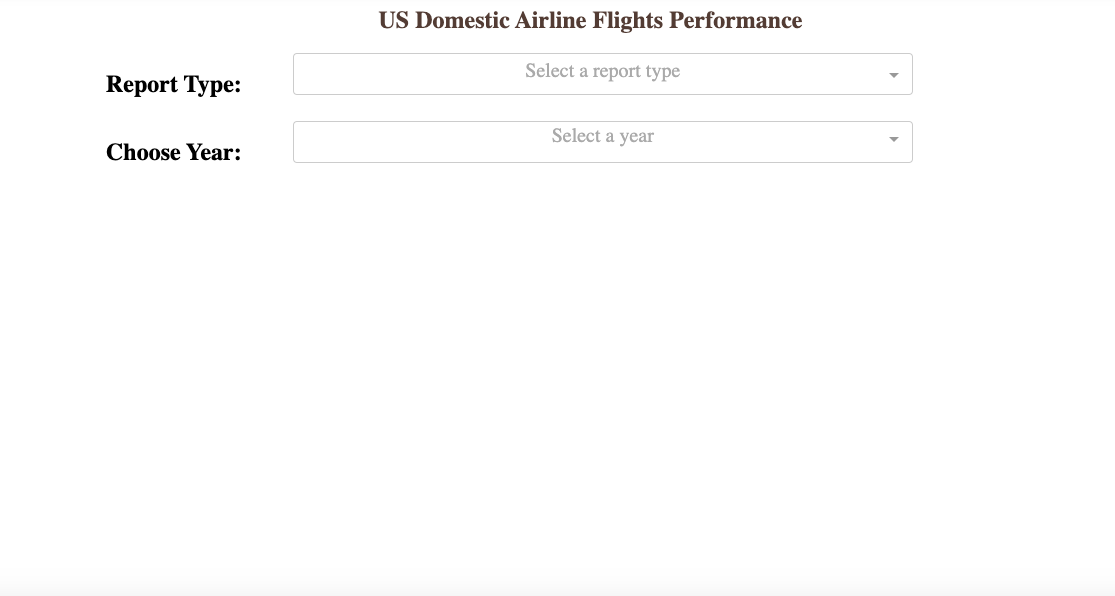 US Domestic Airline Flights Performance
Report Type:
Select a report type
Choose Year:
Select a year